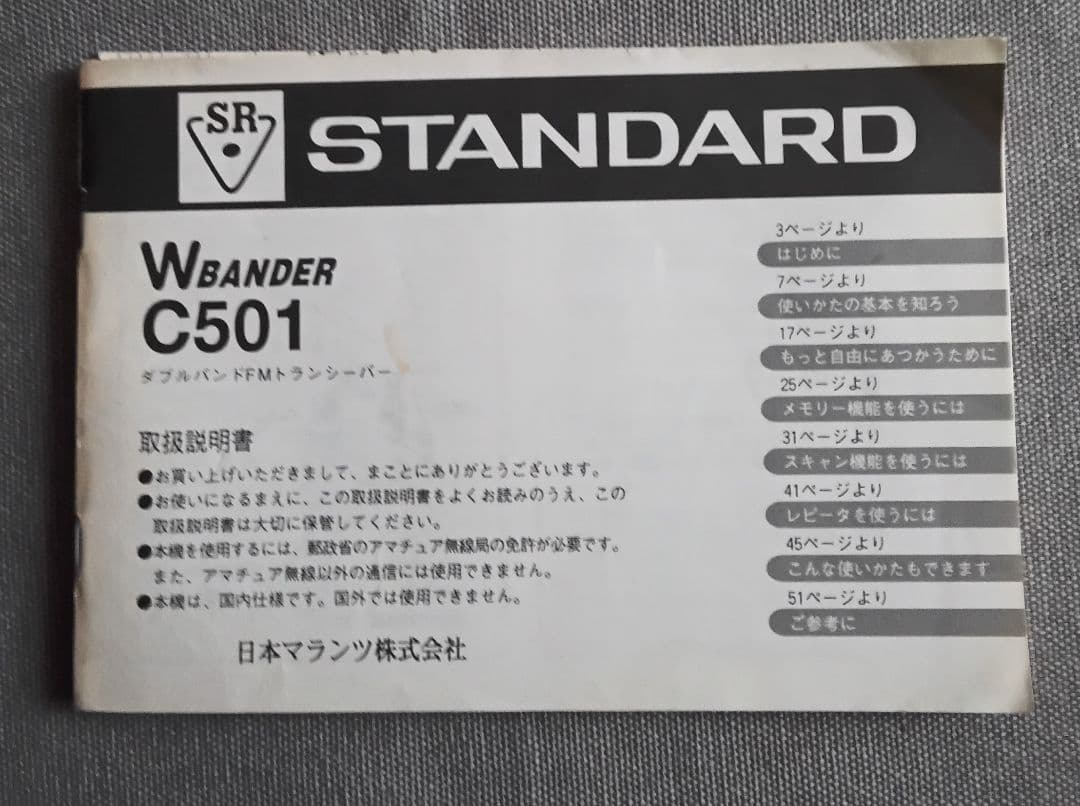 SR
STANDARD
WBANDER
C501
ダブルバンドFMトランシーバー
取扱説明書
●お買い上げいただきまして、まことにありがとうございます。
●お使いになるまえに、この取扱説明書をよくお読みのうえ、この
取扱説明書は大切に保管してください。
●本機を使用するには、郵政省のアマチュア無線局の免許が必要です。
また、アマチュア無線以外の通信には使用できません。
●本機は、国内仕様です。国外では使用できません。
日本マランツ株式会社
3ページより
はじめに
7ページより
使いかたの基本を知ろう
17ページより
もっと自由にあつかうために
25ページより
メモリー機能を使うには
31ページより
スキャン機能を使うには
41ページより
レピータを使うには
45ページより
こんな使いかたもできます
51ページより
ご参考に